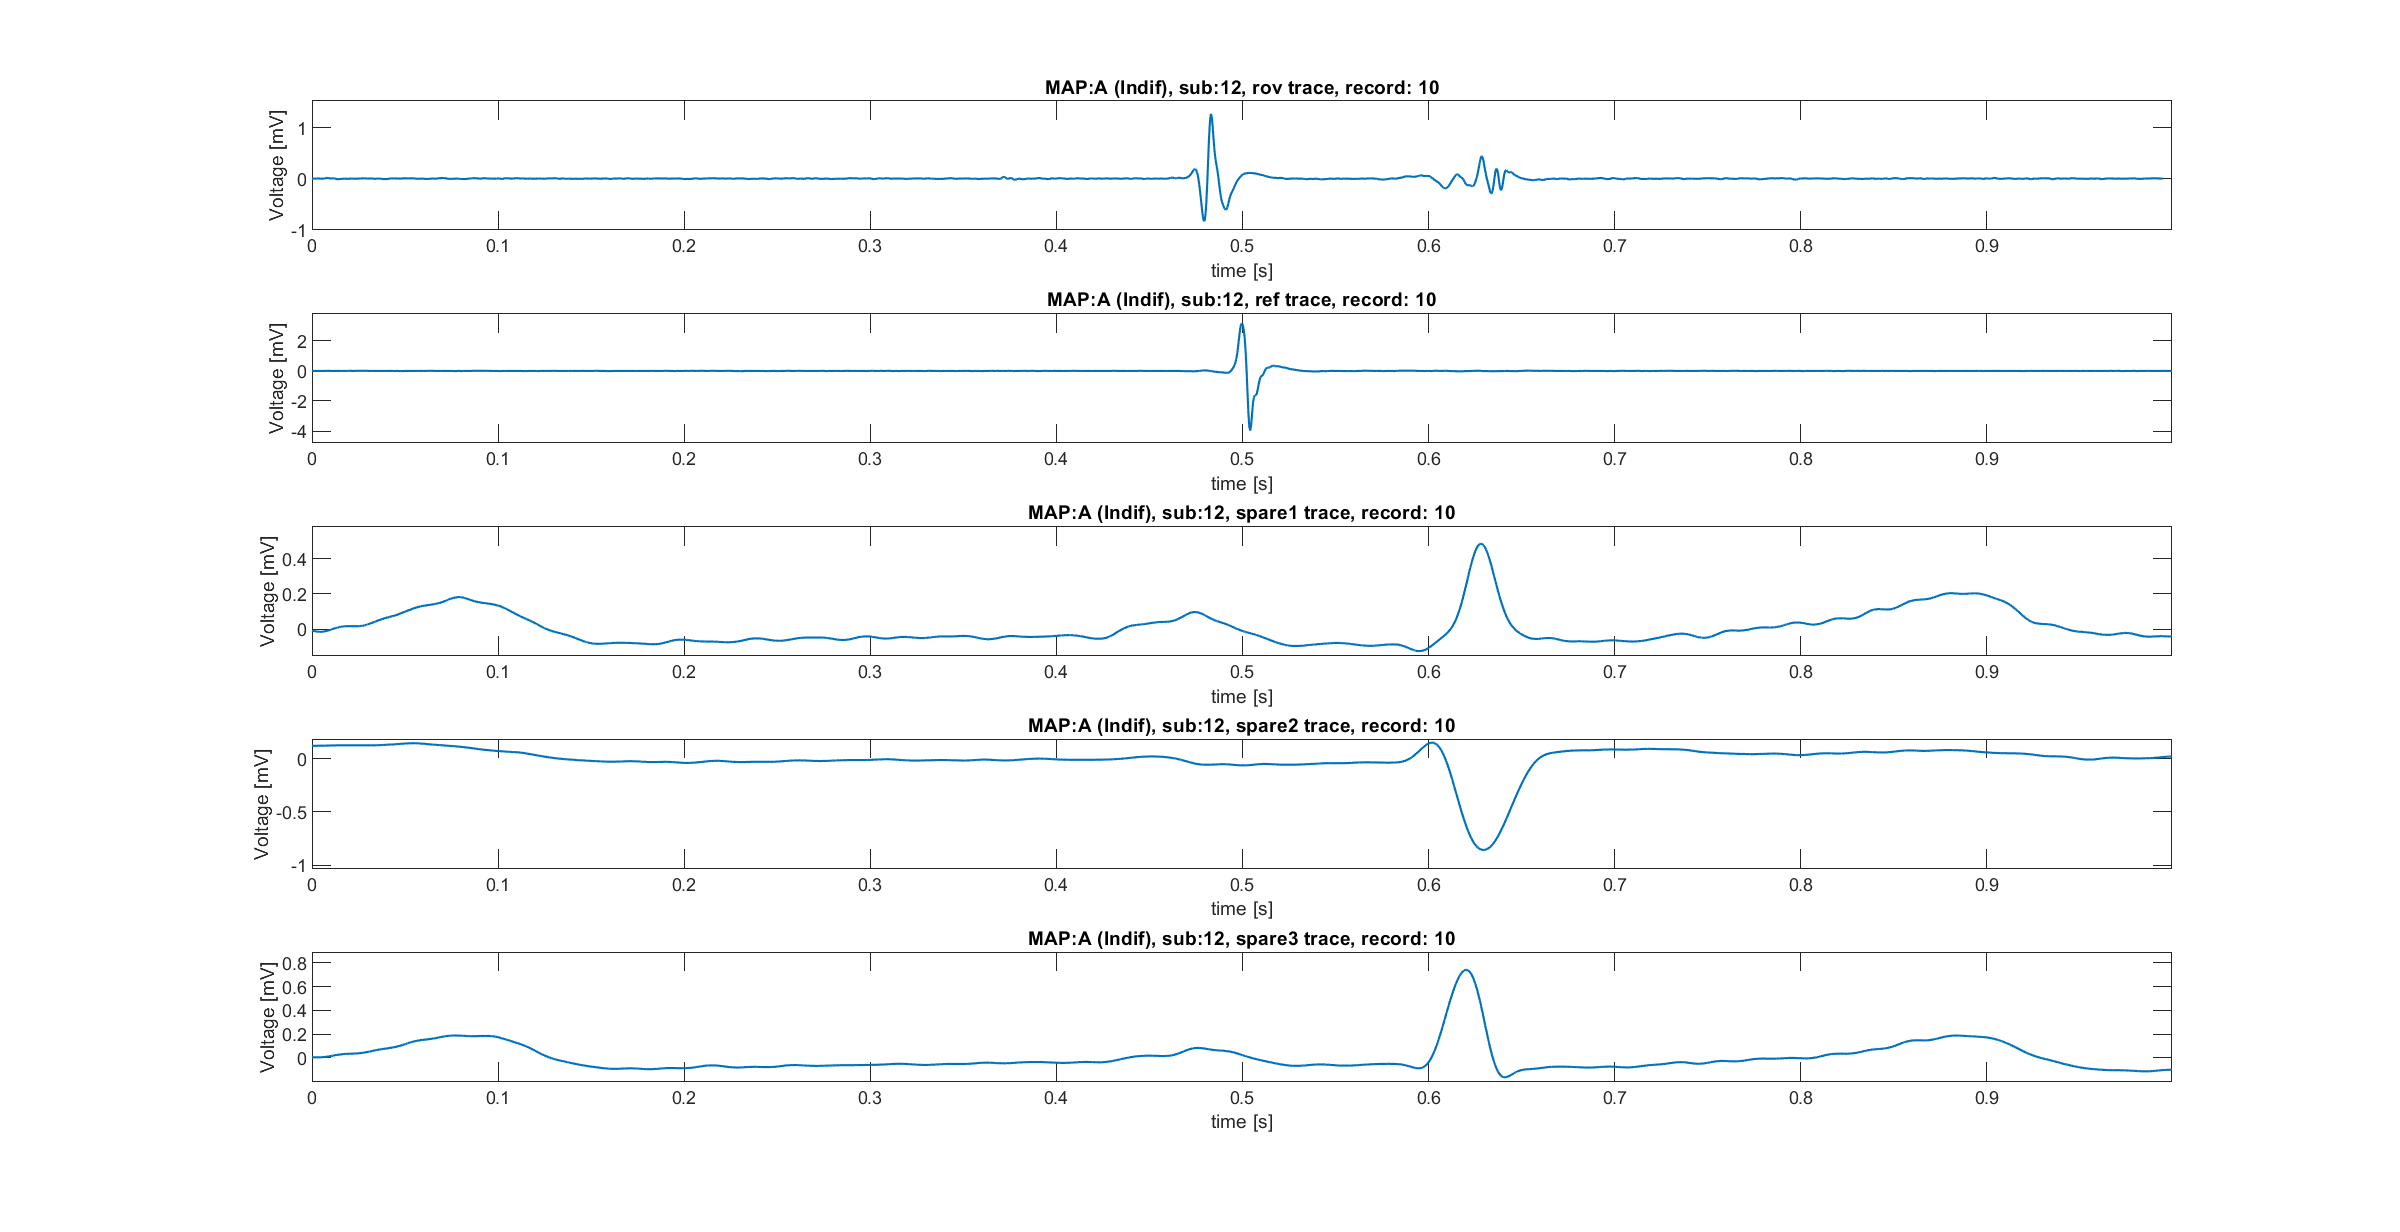 MAP:A (Indif), sub:12, rov trace, record: 10
Voltage [mV]
1
0
-1
0 0.1 0.2 0.3 0.4 0.5 0.6 0.7 0.8 0.9
time [s]
MAP:A (Indif), sub:12, ref trace, record: 10
Voltage [mV]
2
0
-2
-4
0 0.1 0.2 0.3 0.4 0.5 0.6 0.7 0.8 0.9
time [s]
MAP:A (Indif), sub:12, spare1 trace, record: 10
Voltage [mV]
0.4
0.2
0
0 0.1 0.2 0.3 0.4 0.5 0.6 0.7 0.8 0.9
time [s]
MAP:A (Indif), sub:12, spare2 trace, record: 10
Voltage [mV]
0
-0.5
-1
0 0.1 0.2 0.3 0.4 0.5 0.6 0.7 0.8 0.9
time [s]
MAP:A (Indif), sub:12, spare3 trace, record: 10
Voltage [mV]
0.8
0.6
0.4
0.2
0
0 0.1 0.2 0.3 0.4 0.5 0.6 0.7 0.8 0.9
time [s]